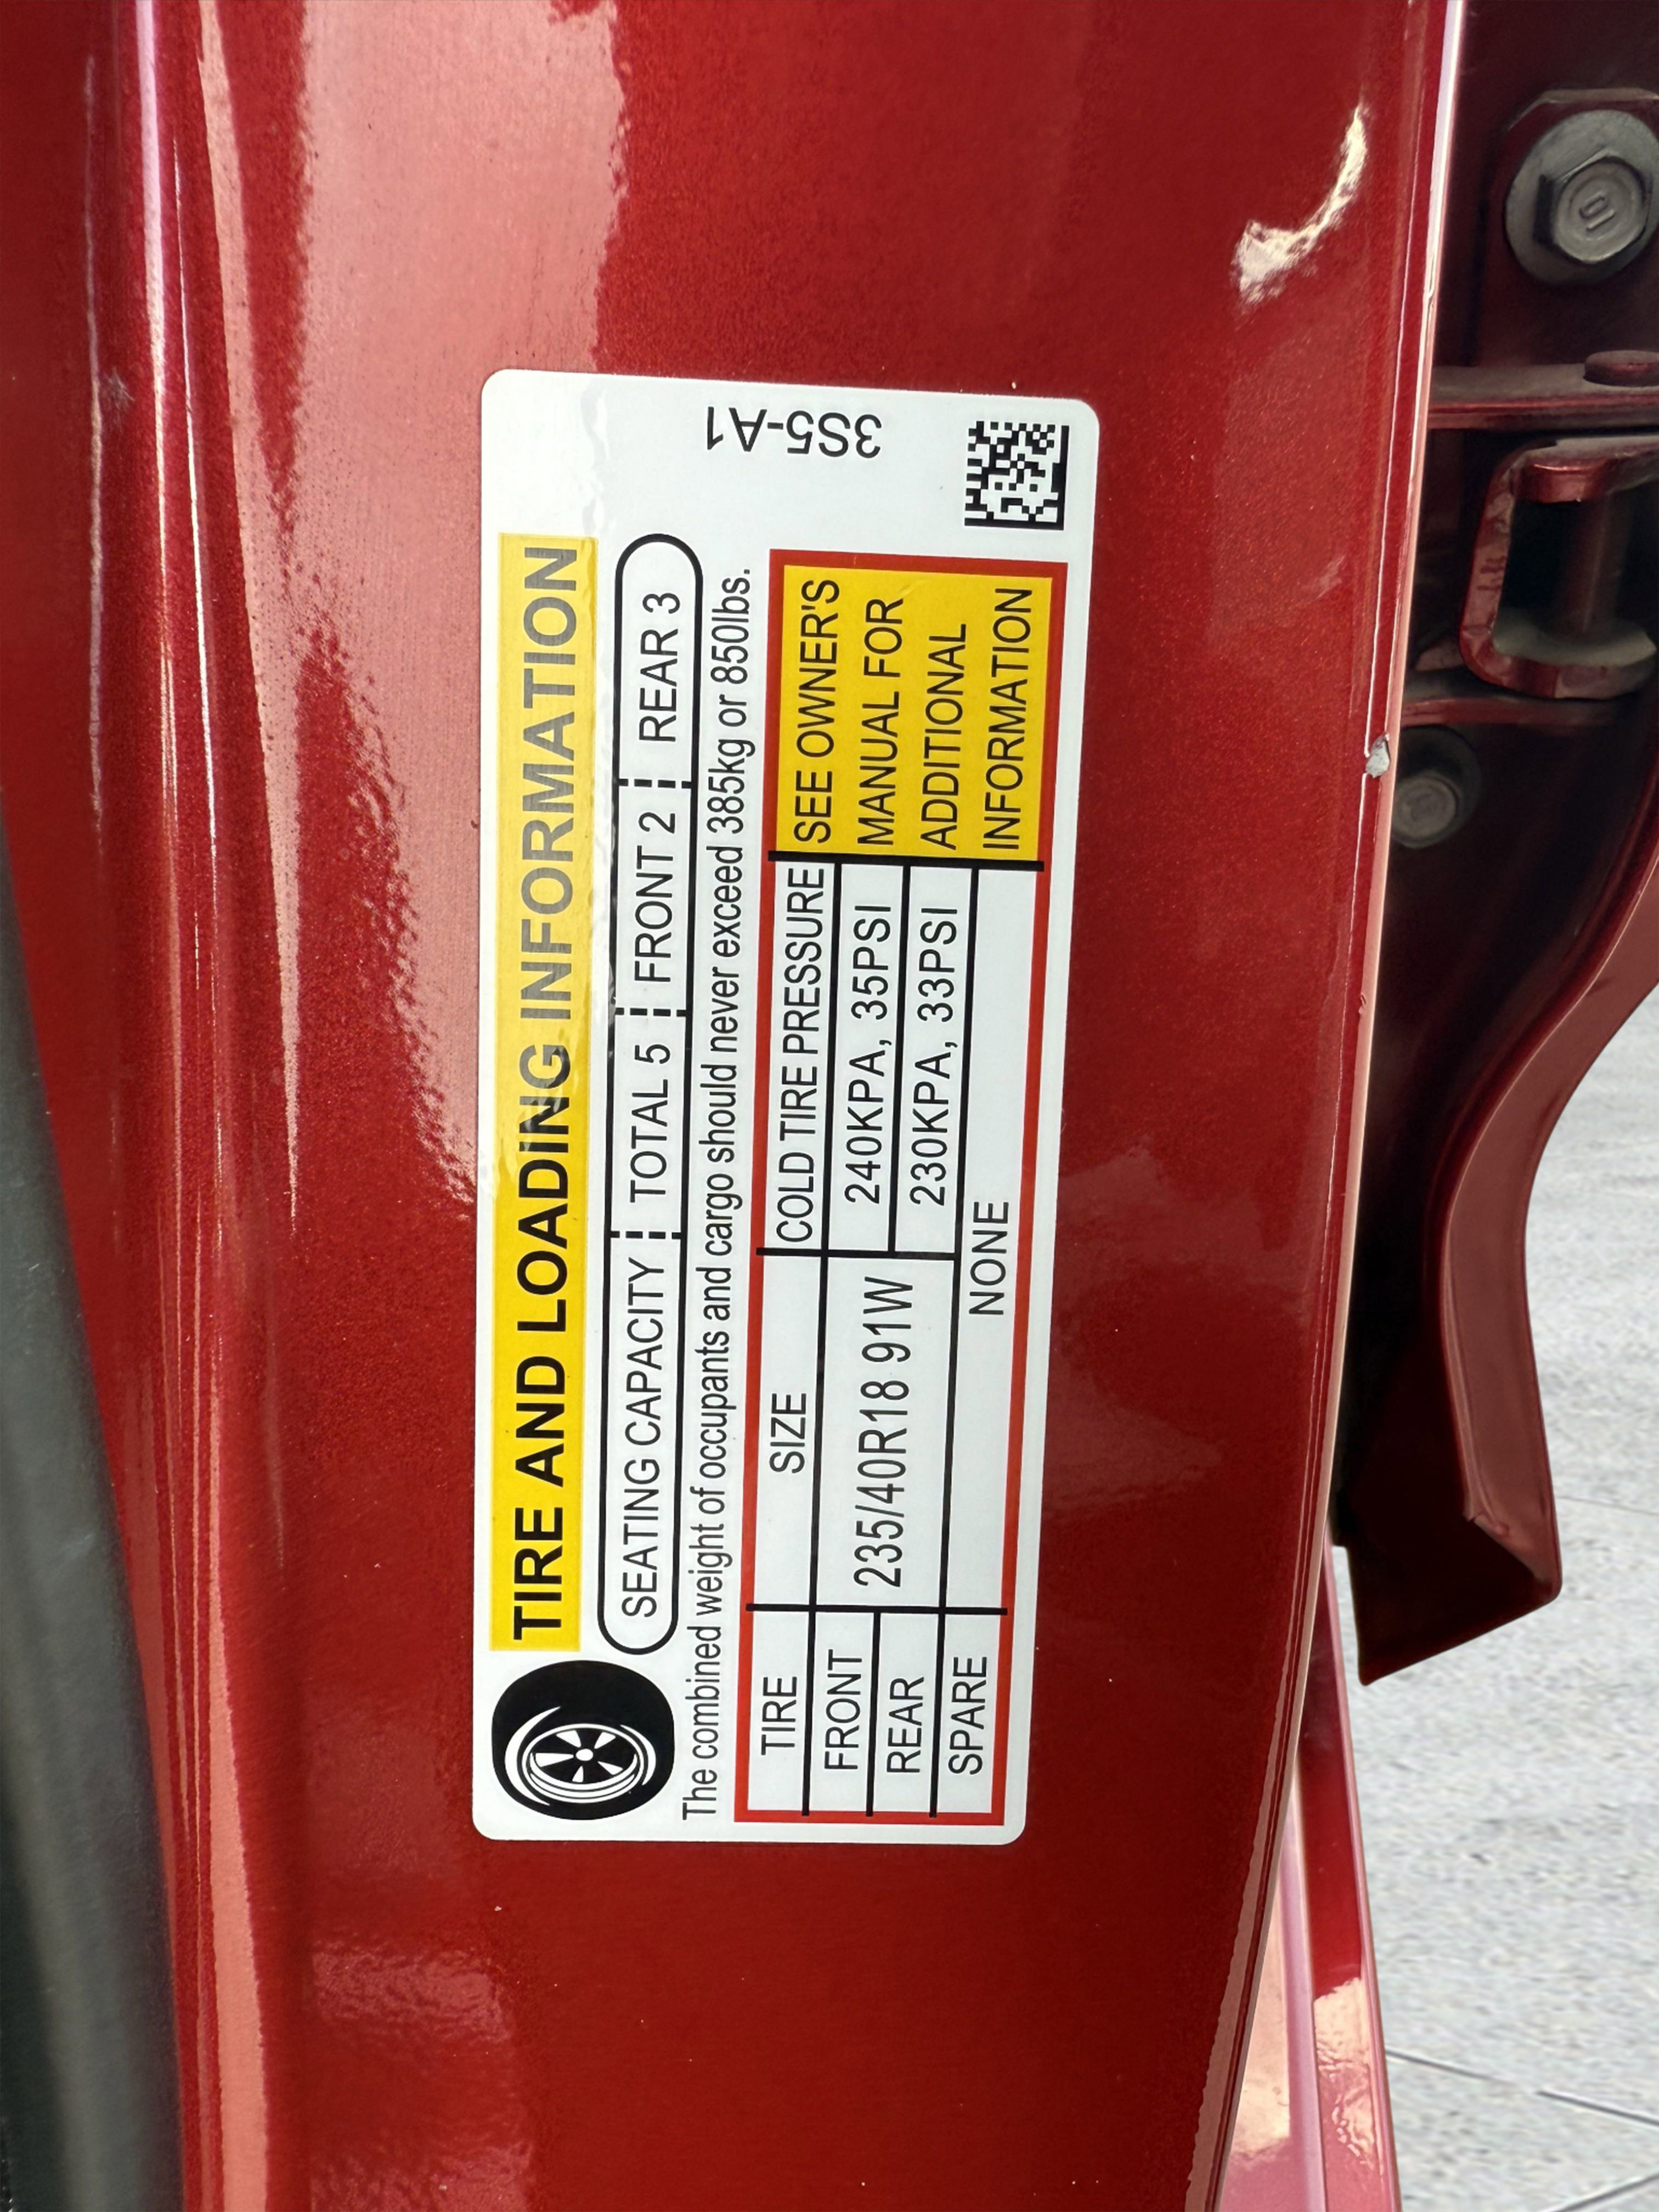 TIRE AND LOADING INFORMATION
SEATING CAPACITY TOTAL 5 FRONT 2 REAR 3
The combined weight of occupants and cargo should never exceed 385kg or 850lbs.
TIRE SIZE COLD TIRE PRESSURE
FRONT 235/40R18 91W 240KPA, 35PSI
REAR 230KPA, 33PSI
SPARE NONE
SEE OWNER'S
MANUAL FOR
ADDITIONAL
INFORMATION
3S5-A1